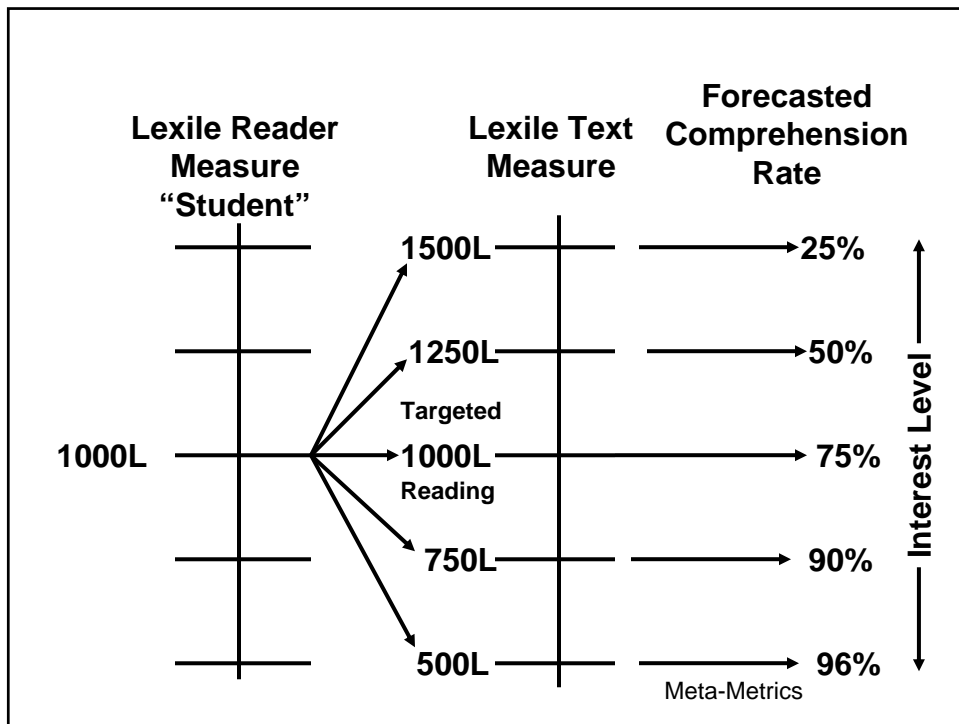 Lexile Reader
Measure
“Student”
Lexile Text
Measure
Forecasted
Comprehension
Rate
1500L
25%
1250L
50%
Targeted
1000L
1000L
75%
Reading
750L
90%
500L
96%
Interest Level
Meta-Metrics